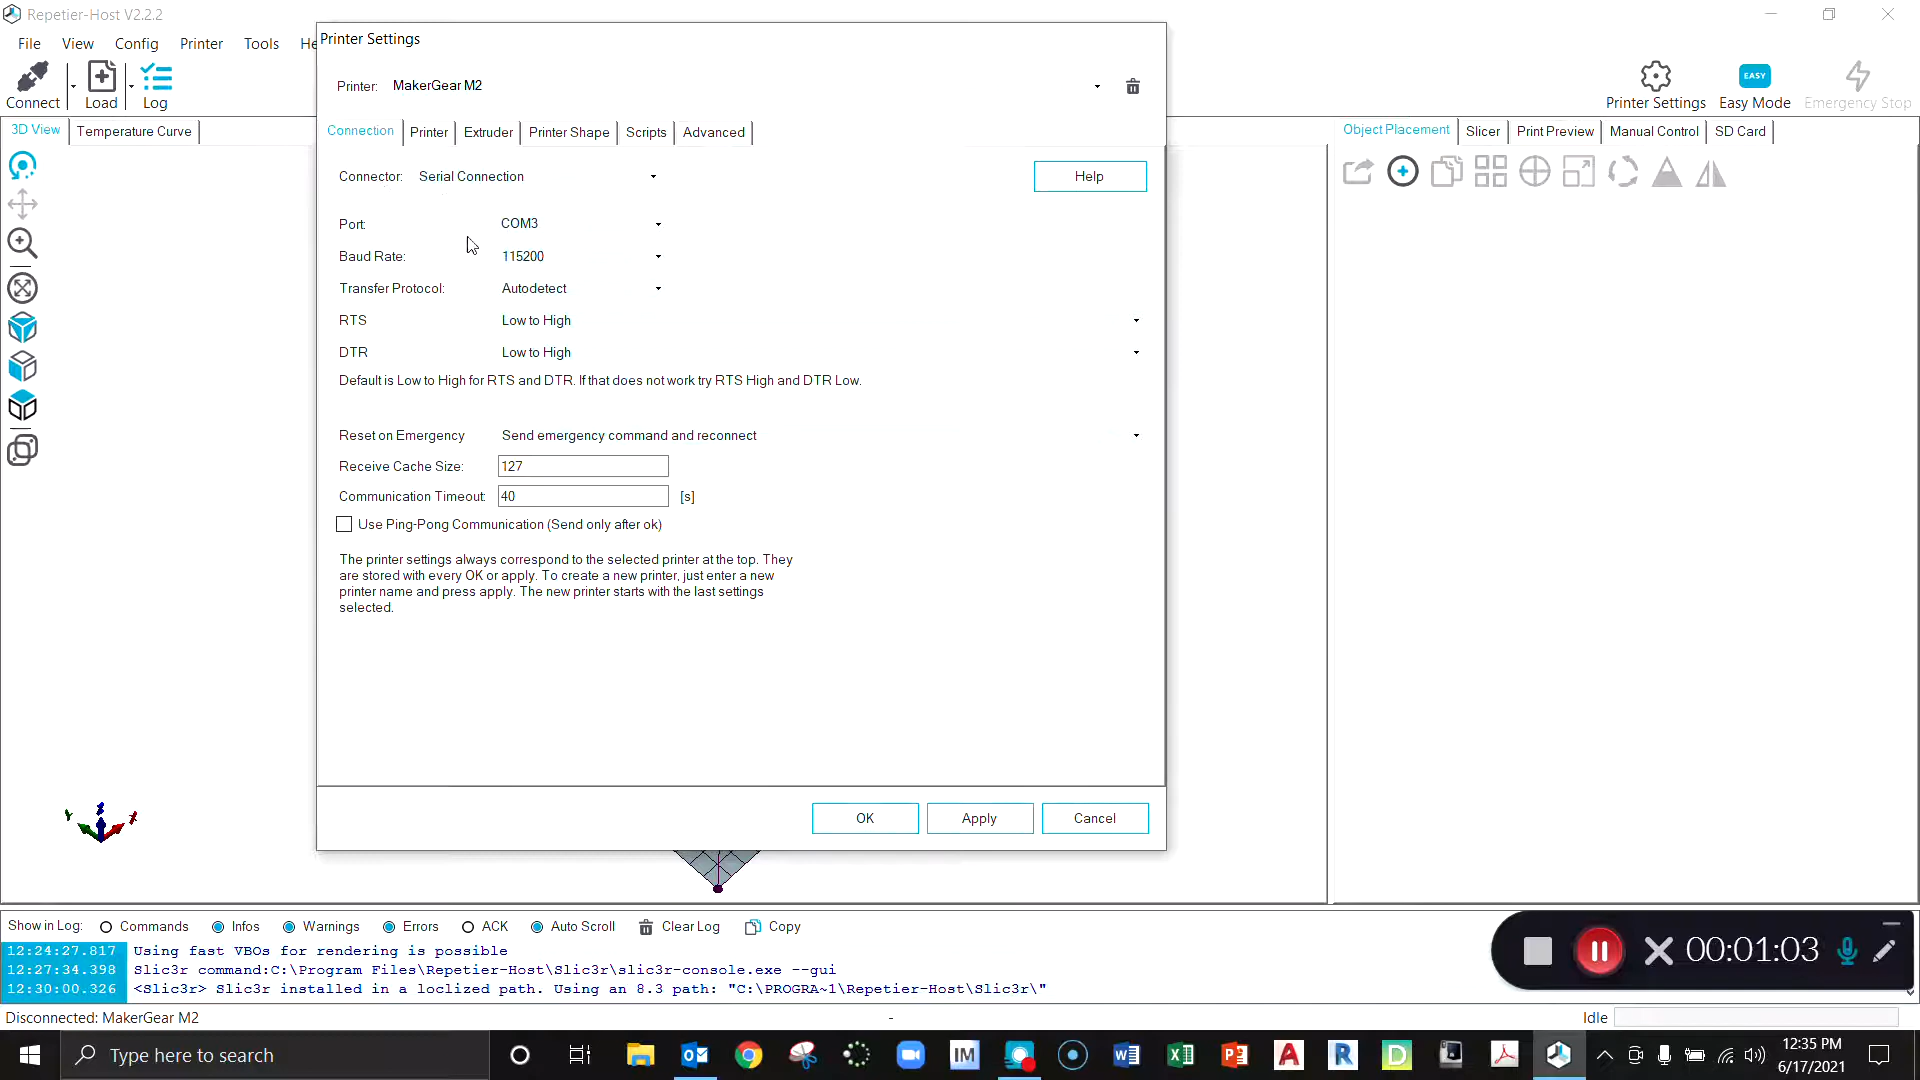 Repetier-Host V2.2.2
File View Config Printer Tools He
Connect Load Log
Printer Settings EASY Easy Mode Emergency Stop
3D View Temperature Curve
Object Placement Slicer Print Preview Manual Control SD Card
Printer Settings
Printer: MakerGear M2
Connection Printer Extruder Printer Shape Scripts Advanced
Connector: Serial Connection
Help
Port: COM3
Baud Rate: 115200
Transfer Protocol: Autodetect
RTS Low to High
DTR Low to High
Default is Low to High for RTS and DTR. If that does not work try RTS High and DTR Low.
Reset on Emergency Send emergency command and reconnect
Receive Cache Size: 127
Communication Timeout: 40 [s]
Use Ping-Pong Communication (Send only after ok)
The printer settings always correspond to the selected printer at the top. They
are stored with every OK or apply. To create a new printer, just enter a new
printer name and press apply. The new printer starts with the last settings
selected.
OK Apply Cancel
Show in Log: Commands Infos Warnings Errors ACK Auto Scroll Clear Log Copy
12:24:27.817 Using fast VBOs for rendering is possible
12:27:34.398 Slic3r command:C:\Program Files\Repetier-Host\Slic3r\slic3r-console.exe --gui
12:30:00.326 <Slic3r> Slic3r installed in a loclized path. Using an 8.3 path: "C:\PROGRA~1\Repetier-Host\Slic3r\"
00:01:03
Disconnected: MakerGear M2 - Idle
Type here to search
IM
12:35 PM
6/17/2021